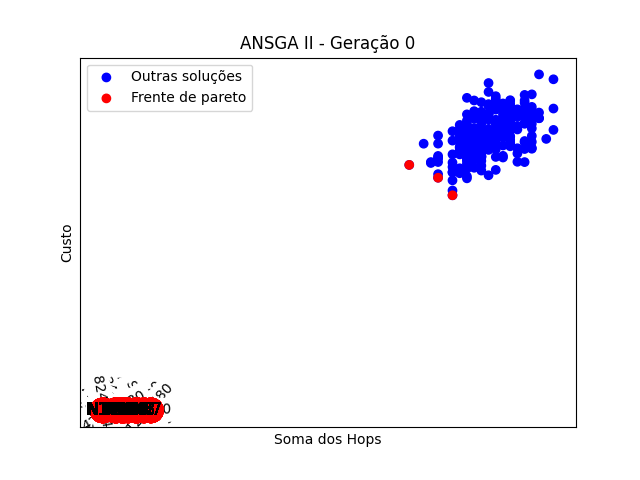 ANSGA II - Geração 0
Outras soluções
Frente de pareto
Custo
Soma dos Hops